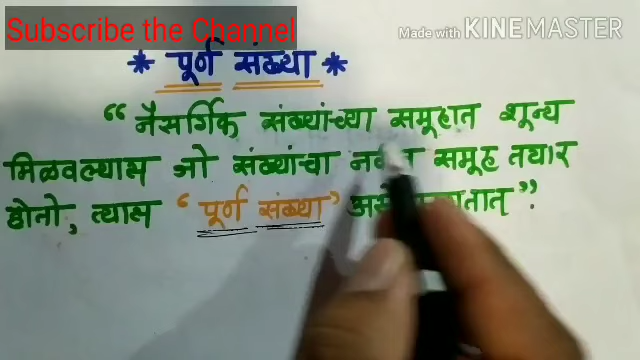 Subscribe the Channel
Made with KINEMASTER
* पूर्ण संख्या *
“ नैसर्गिक संख्यांच्या समूहात शून्य
मिळवल्यास जो संख्यांचा समूह तयार
होतो, त्यास ‘ पूर्ण संख्या ’ ”.